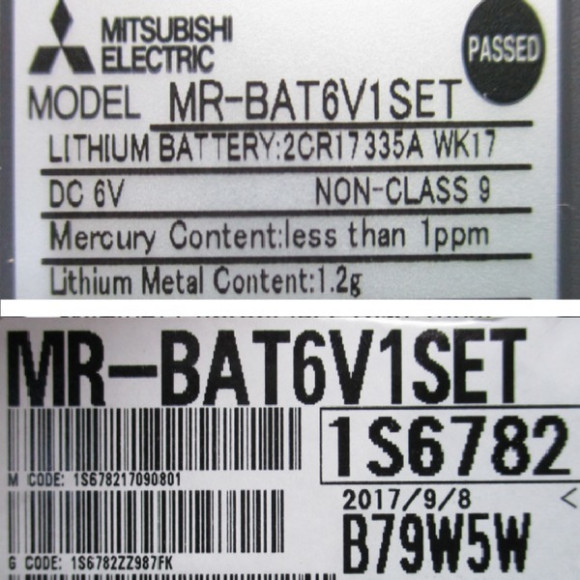 MITSUBISHI
ELECTRIC
PASSED
MODEL MR-BAT6V1SET
LITHIUM BATTERY:2CR17335A WK17
DC 6V NON-CLASS 9
Mercury Content:less than 1ppm
Lithium Metal Content:1.2g
MR-BAT6V1SET
1S6782
M CODE: 1S678217090801
2017/9/8 <
B79W5W
G CODE: 1S6782ZZ987FK